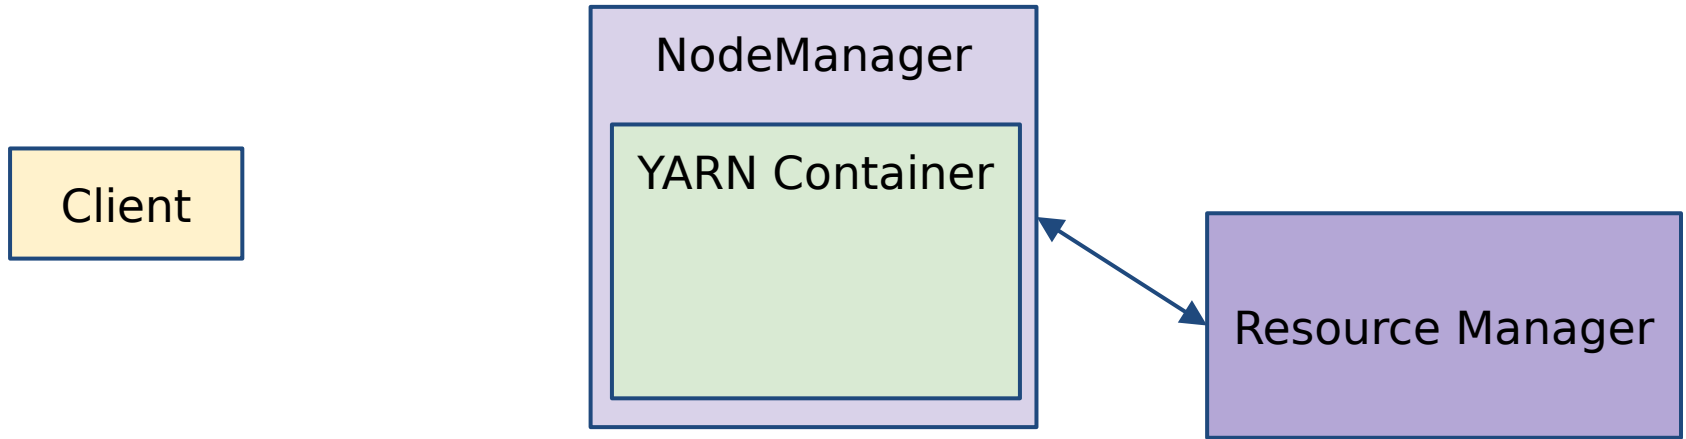 NodeManager
YARN Container
Client
Resource Manager